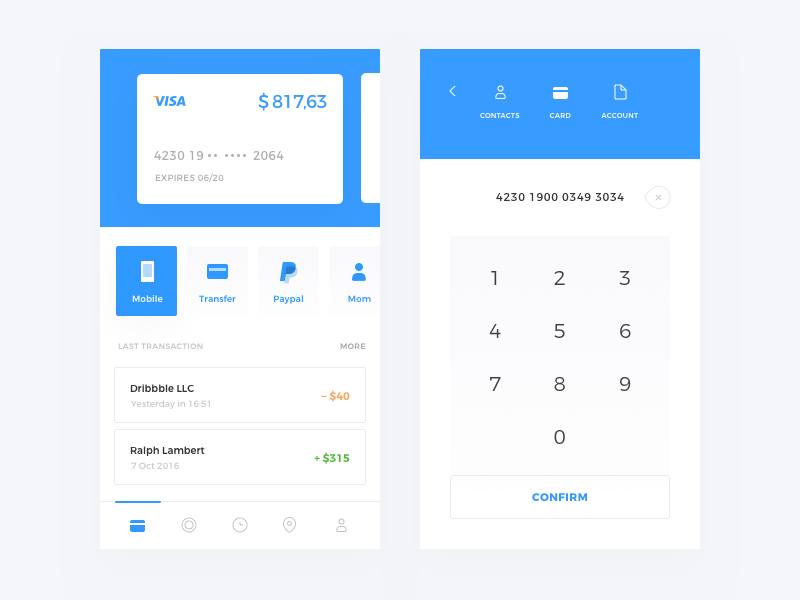 VISA
$ 817,63
4230 19 •• •••• 2064
EXPIRES 06/20
Mobile
Transfer
Paypal
Mom
LAST TRANSACTION
MORE
Dribbble LLC
Yesterday in 16:51
– $40
Ralph Lambert
7 Oct 2016
+ $315
CONTACTS
CARD
ACCOUNT
4230 1900 0349 3034
1 2 3
4 5 6
7 8 9
0
CONFIRM